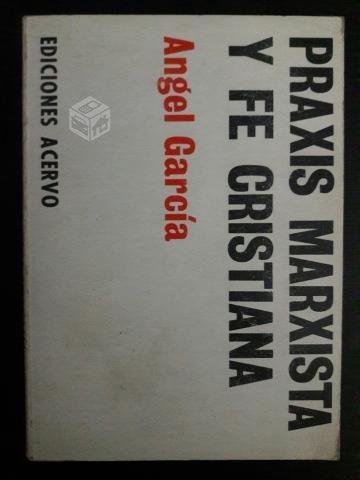 PRAXIS MARXISTA
Y FE CRISTIANA
Angel García
EDICIONES ACERVO